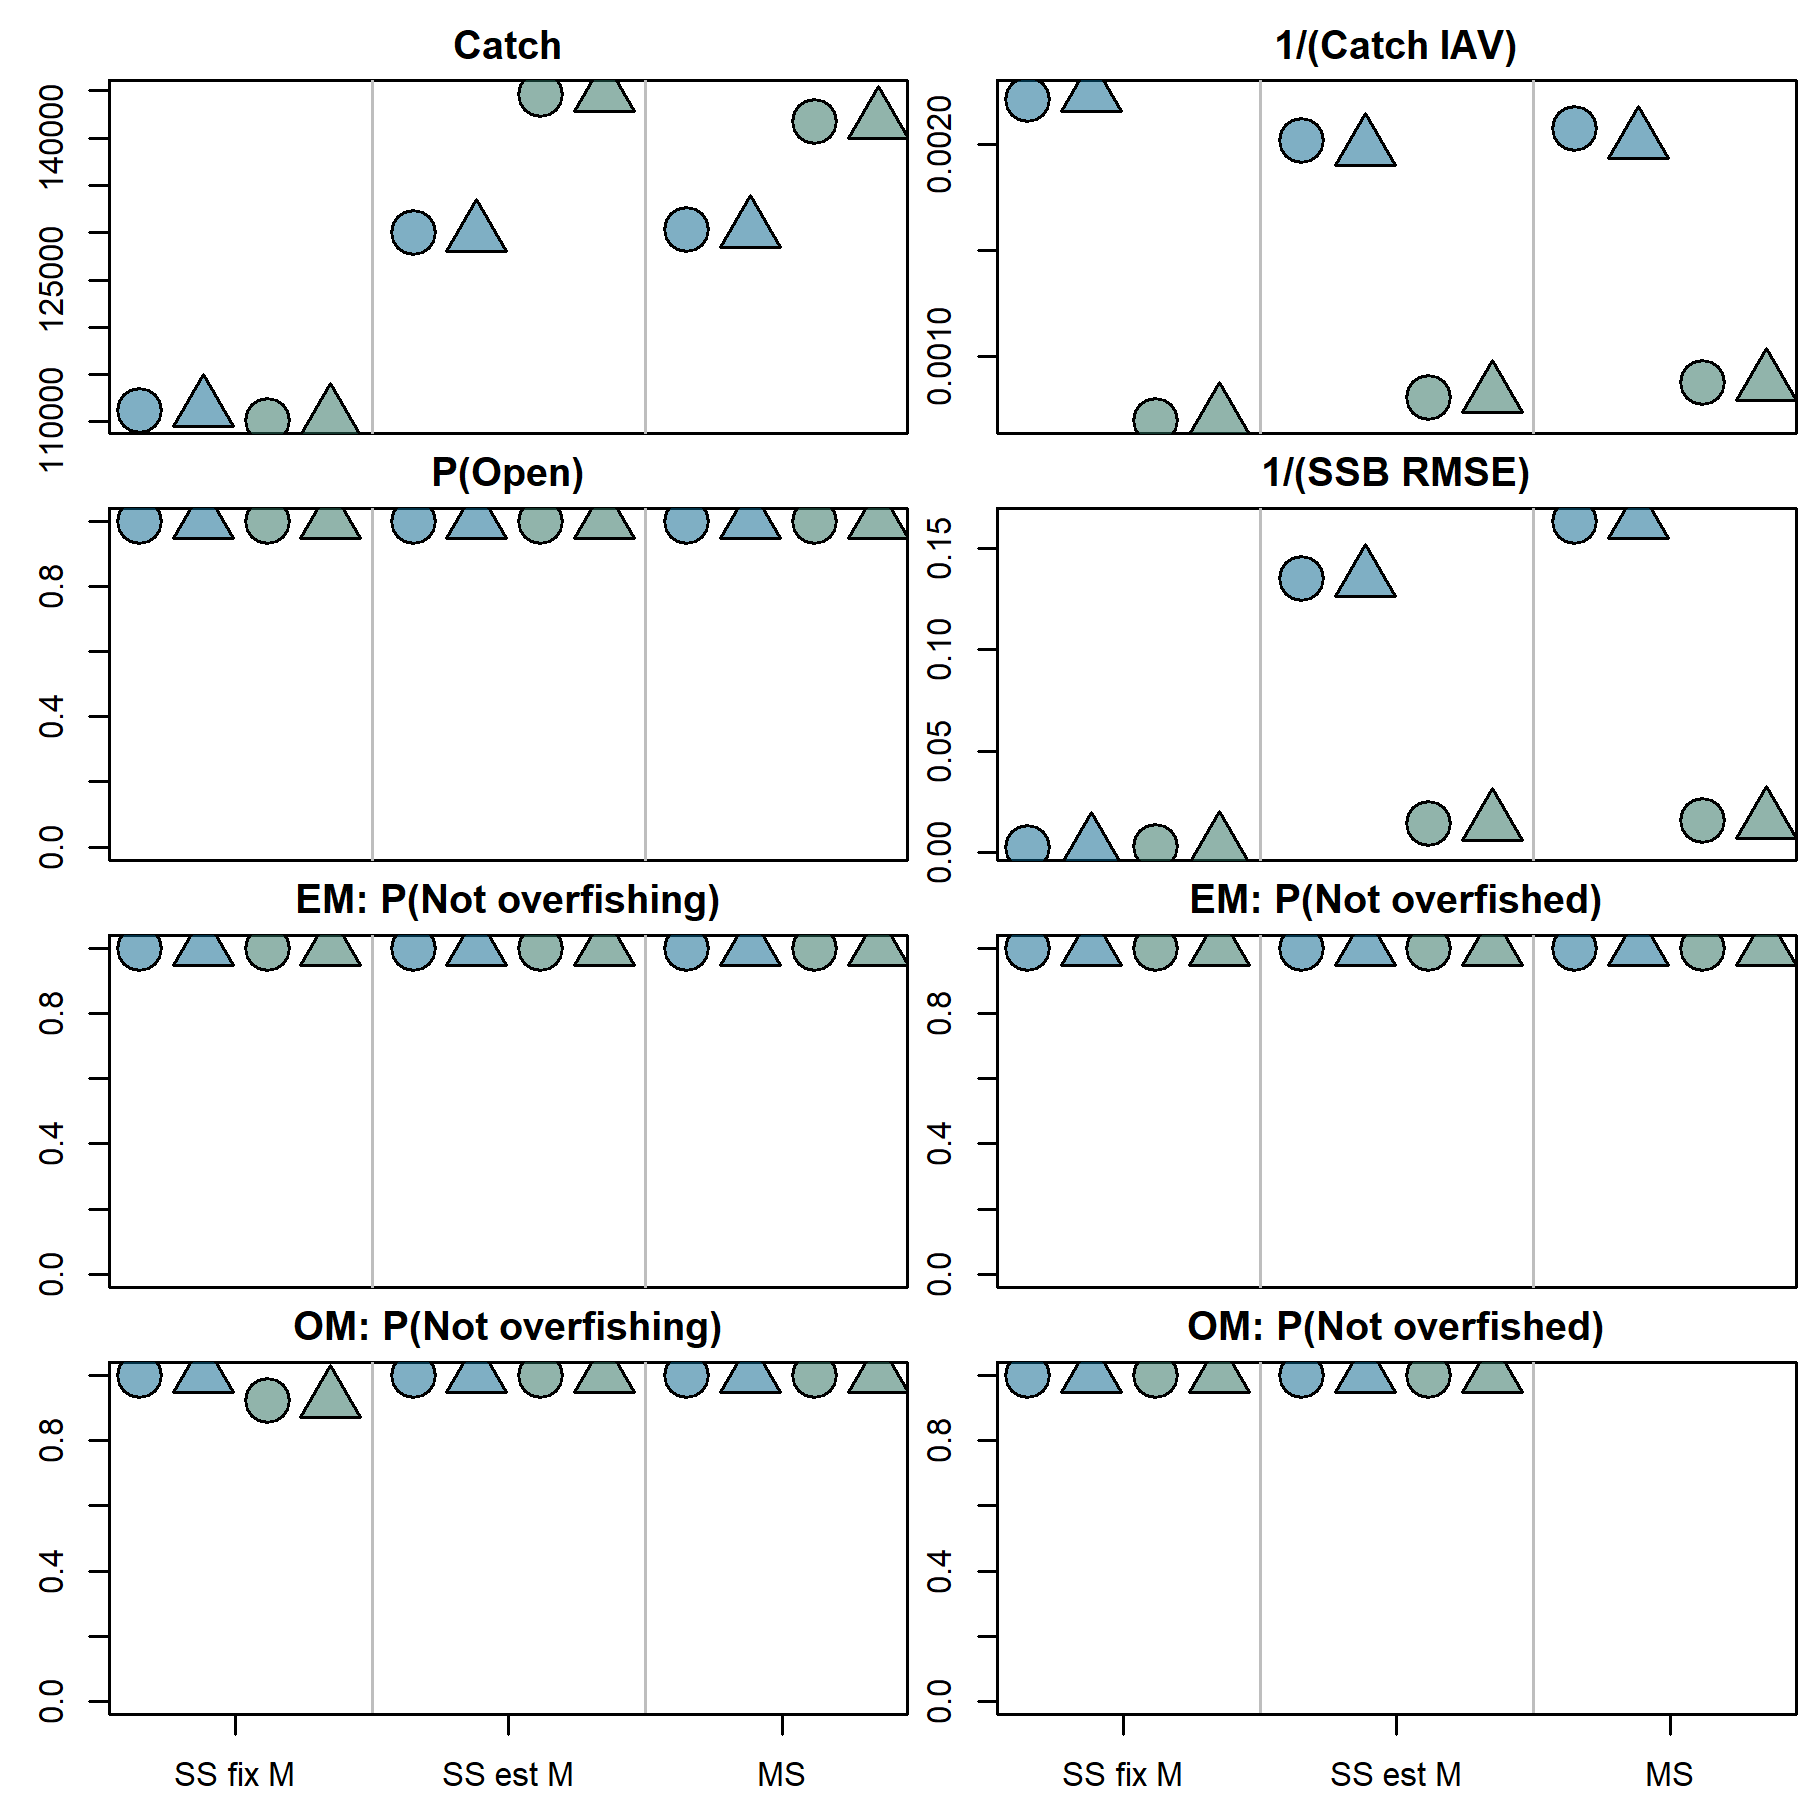 Catch
1/(Catch IAV)
140000
125000
110000
0.0020
0.0010
P(Open)
1/(SSB RMSE)
0.8
0.4
0.0
0.15
0.10
0.05
0.00
EM: P(Not overfishing)
EM: P(Not overfished)
0.8
0.4
0.0
0.8
0.4
0.0
OM: P(Not overfishing)
OM: P(Not overfished)
0.8
0.4
0.0
0.8
0.4
0.0
SS fix M
SS est M
MS
SS fix M
SS est M
MS